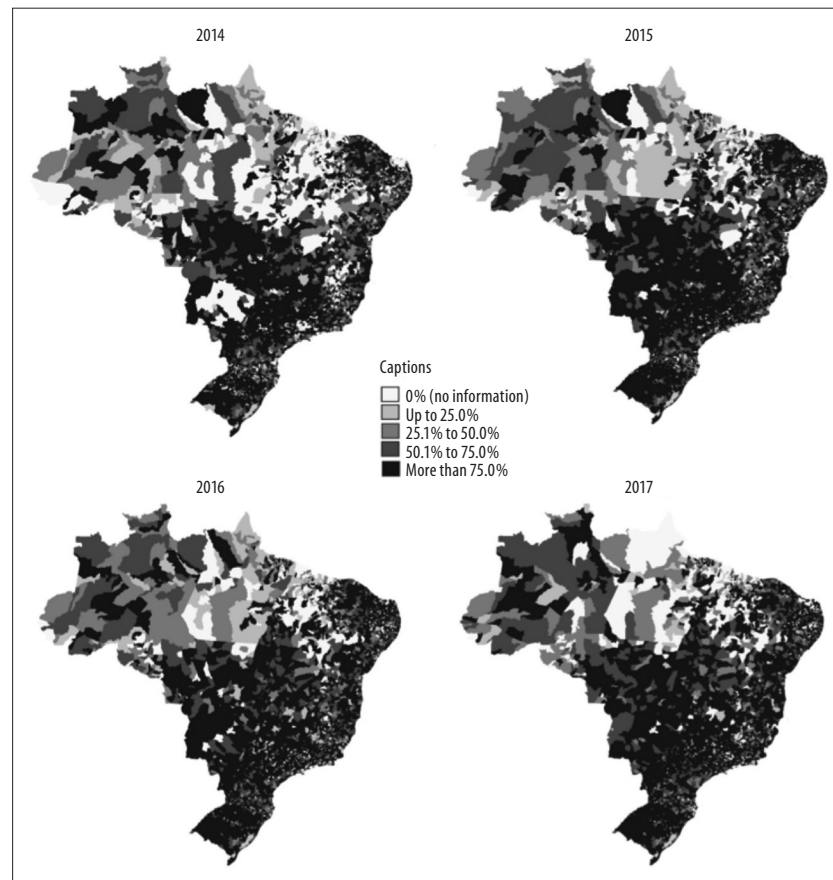 2014
2015
Captions
0% (no information)
Up to 25.0%
25.1% to 50.0%
50.1% to 75.0%
More than 75.0%
2016
2017